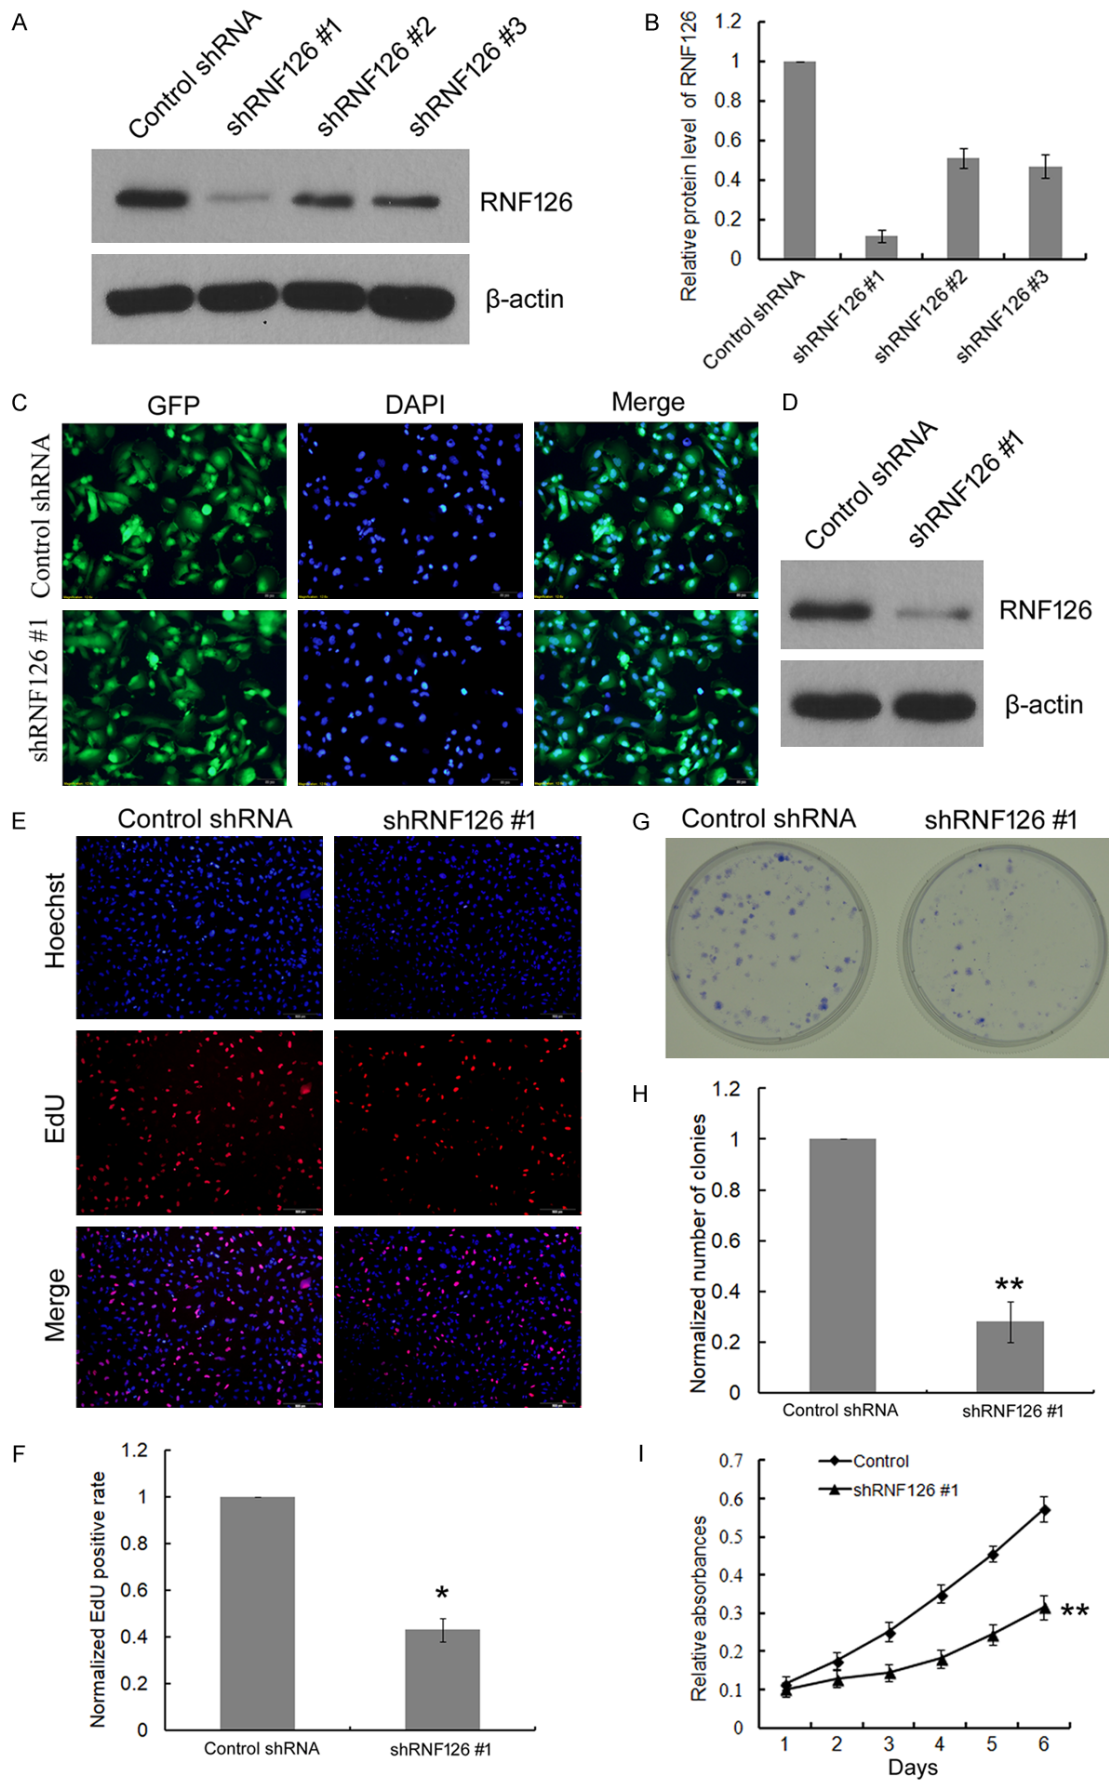 A
Control shRNA
shRNF126 #1
shRNF126 #2
shRNF126 #3
RNF126
β-actin
B
Relative protein level of RNF126
1.2
1
0.8
0.6
0.4
0.2
0
Control shRNA
shRNF126 #1
shRNF126 #2
shRNF126 #3
C
GFP
DAPI
Merge
Control shRNA
shRNF126 #1
D
Control shRNA
shRNF126 #1
RNF126
β-actin
E
Control shRNA
shRNF126 #1
Hoechst
EdU
Merge
F
Normalized EdU positive rate
1.2
1
0.8
0.6
0.4
0.2
0
*
Control shRNA
shRNF126 #1
G
Control shRNA
shRNF126 #1
H
Normalized number of clonies
1.2
1
0.8
0.6
0.4
0.2
0
**
Control shRNA
shRNF126 #1
I
Relative absorbances
0.7
0.6
0.5
0.4
0.3
0.2
0.1
0
Control
shRNF126 #1
**
1 2 3 4 5 6
Days